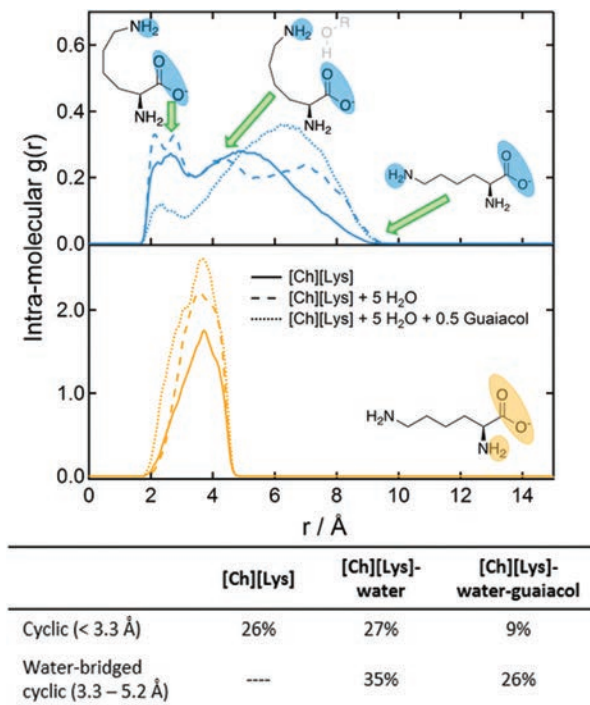 0.6
0.4
0.2
0.0
NH2
O
O-
NH2
NH2
O
R
H
O
O-
NH2
H2N
O
O-
NH2
Intra-molecular g(r)
2.0
1.0
0.0
[Ch][Lys]
[Ch][Lys] + 5 H2O
[Ch][Lys] + 5 H2O + 0.5 Guaiacol
H2N
O
O-
NH2
0 2 4 6 8 10 12 14
r / Å
[Ch][Lys] [Ch][Lys]-water [Ch][Lys]-water-guaiacol
Cyclic (< 3.3 Å) 26% 27% 9%
Water-bridged
cyclic (3.3 – 5.2 Å) ---- 35% 26%